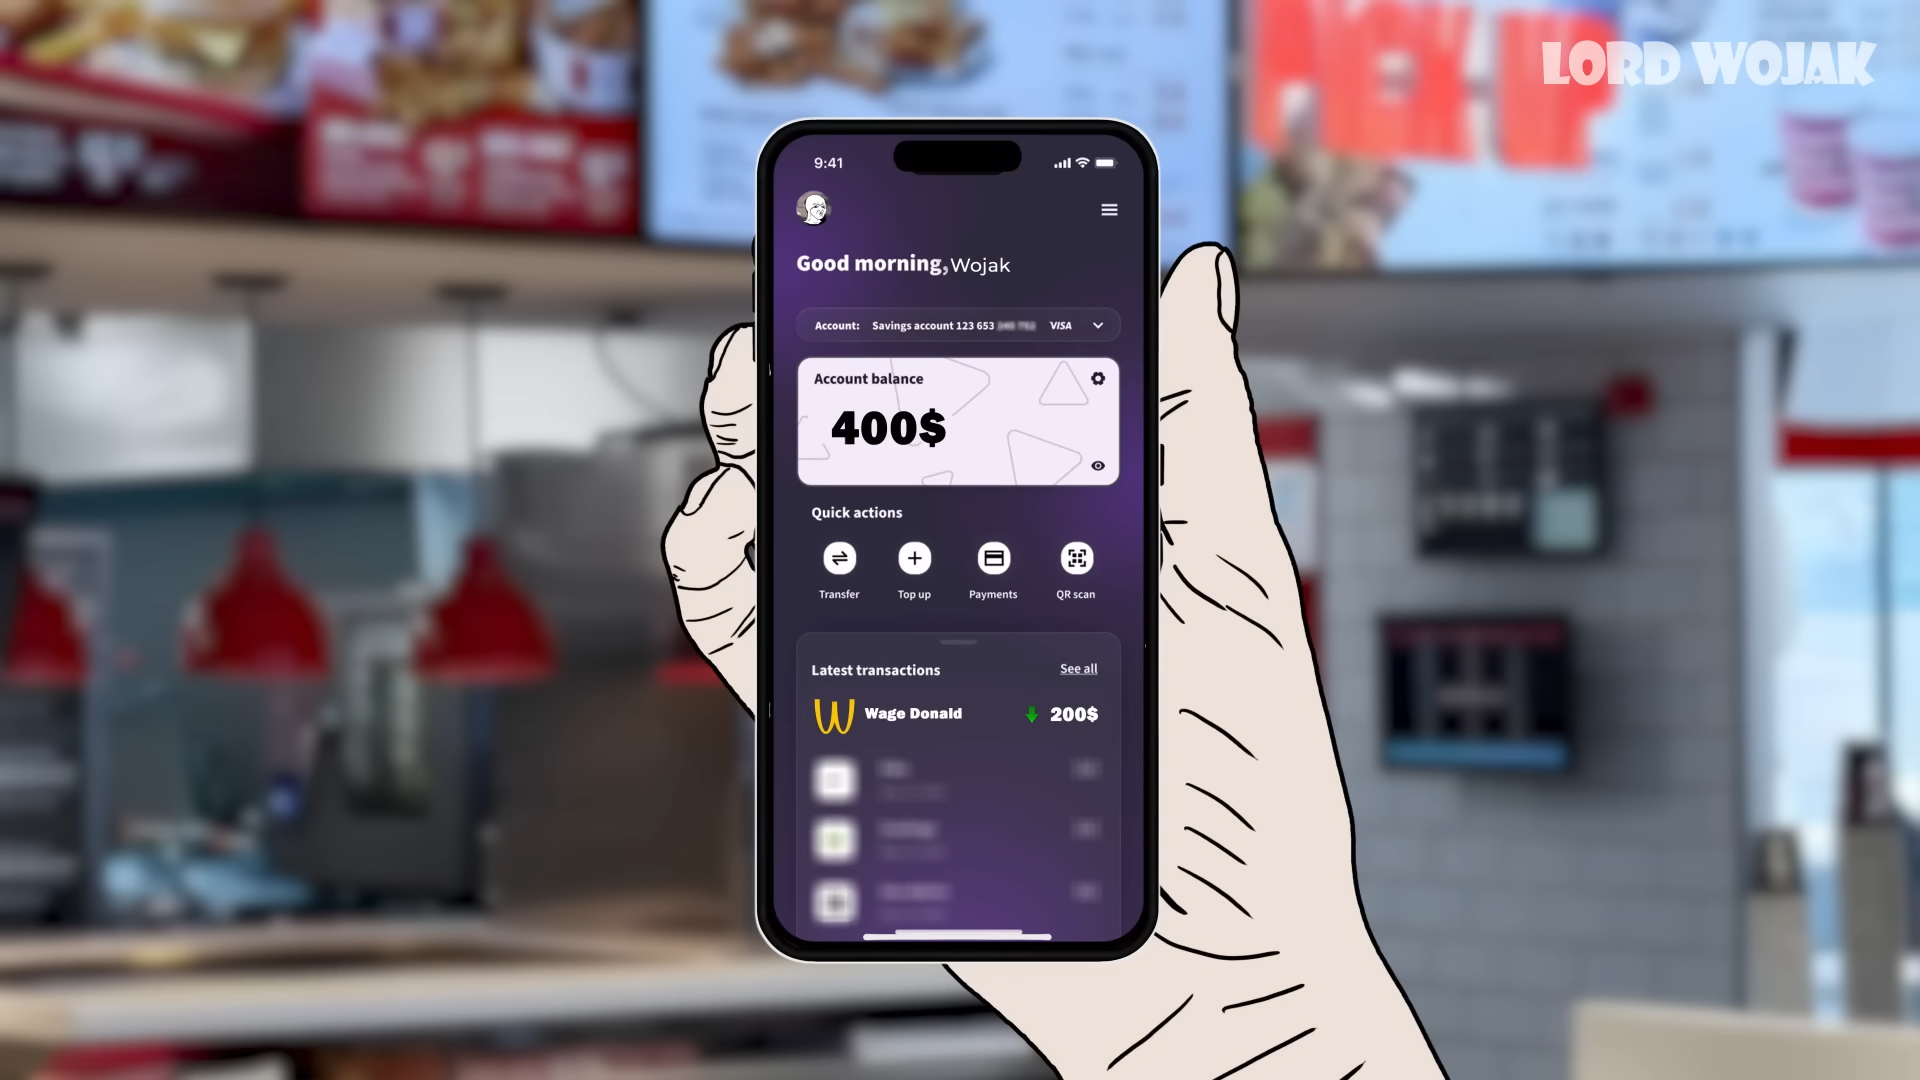 LORD WOJAK
9:41
Good morning, Wojak
Account: Savings account 123 653 VISA
Account balance
400$
Quick actions
Transfer Top up Payments QR scan
Latest transactions See all
Wage Donald 200$